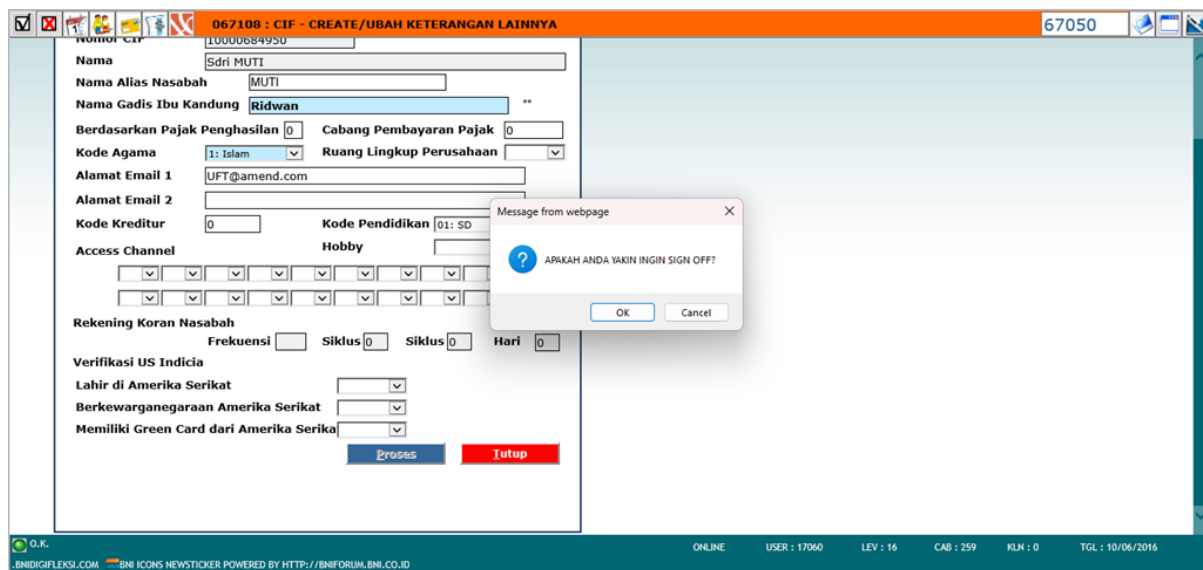 067108 : CIF - CREATE/UBAH KETERANGAN LAINNYA 67050
Nomor CIF 10000684950
Nama Sdri MUTI
Nama Alias Nasabah MUTI
Nama Gadis Ibu Kandung Ridwan **
Berdasarkan Pajak Penghasilan 0 Cabang Pembayaran Pajak 0
Kode Agama 1: Islam Ruang Lingkup Perusahaan
Alamat Email 1 UFT@amend.com
Alamat Email 2
Kode Kreditur 0 Kode Pendidikan 01: SD
Access Channel Hobby
Message from webpage
APAKAH ANDA YAKIN INGIN SIGN OFF?
OK Cancel
Rekening Koran Nasabah
Frekuensi Siklus 0 Siklus 0 Hari 0
Verifikasi US Indicia
Lahir di Amerika Serikat
Berkewarganegaraan Amerika Serikat
Memiliki Green Card dari Amerika Serika
Proses Tutup
O.K. ONLINE USER : 17060 LEV : 16 CAB : 259 KLN : 0 TGL : 10/06/2016
.BNIDIGIFLEKSI.COM BNI ICONS NEWSTICKER POWERED BY HTTP://BNIFORUM.BNI.CO.ID